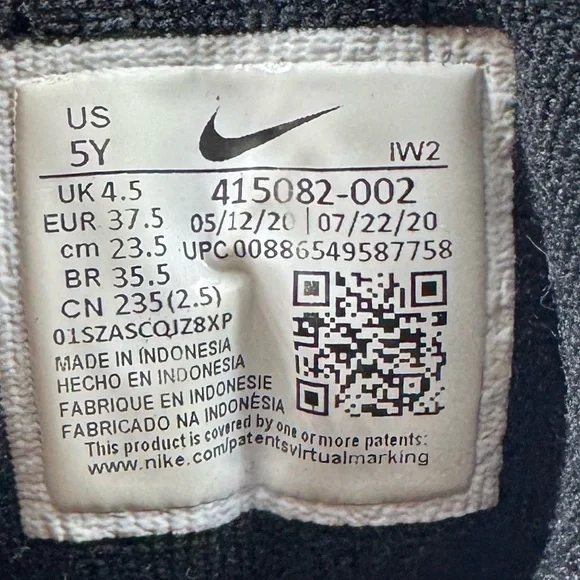 US
5Y
IW2
UK 4.5
415082-002
EUR 37.5
05/12/20 | 07/22/20
cm 23.5
UPC 00886549587758
BR 35.5
CN 235(2.5)
01SZASCQJZ8XP
MADE IN INDONESIA
HECHO EN INDONESIA
FABRIQUE EN INDONESIE
FABRICADO NA INDONÉSIA
This product is covered by one or more patents:
www.nike.com/patentsvirtualmarking